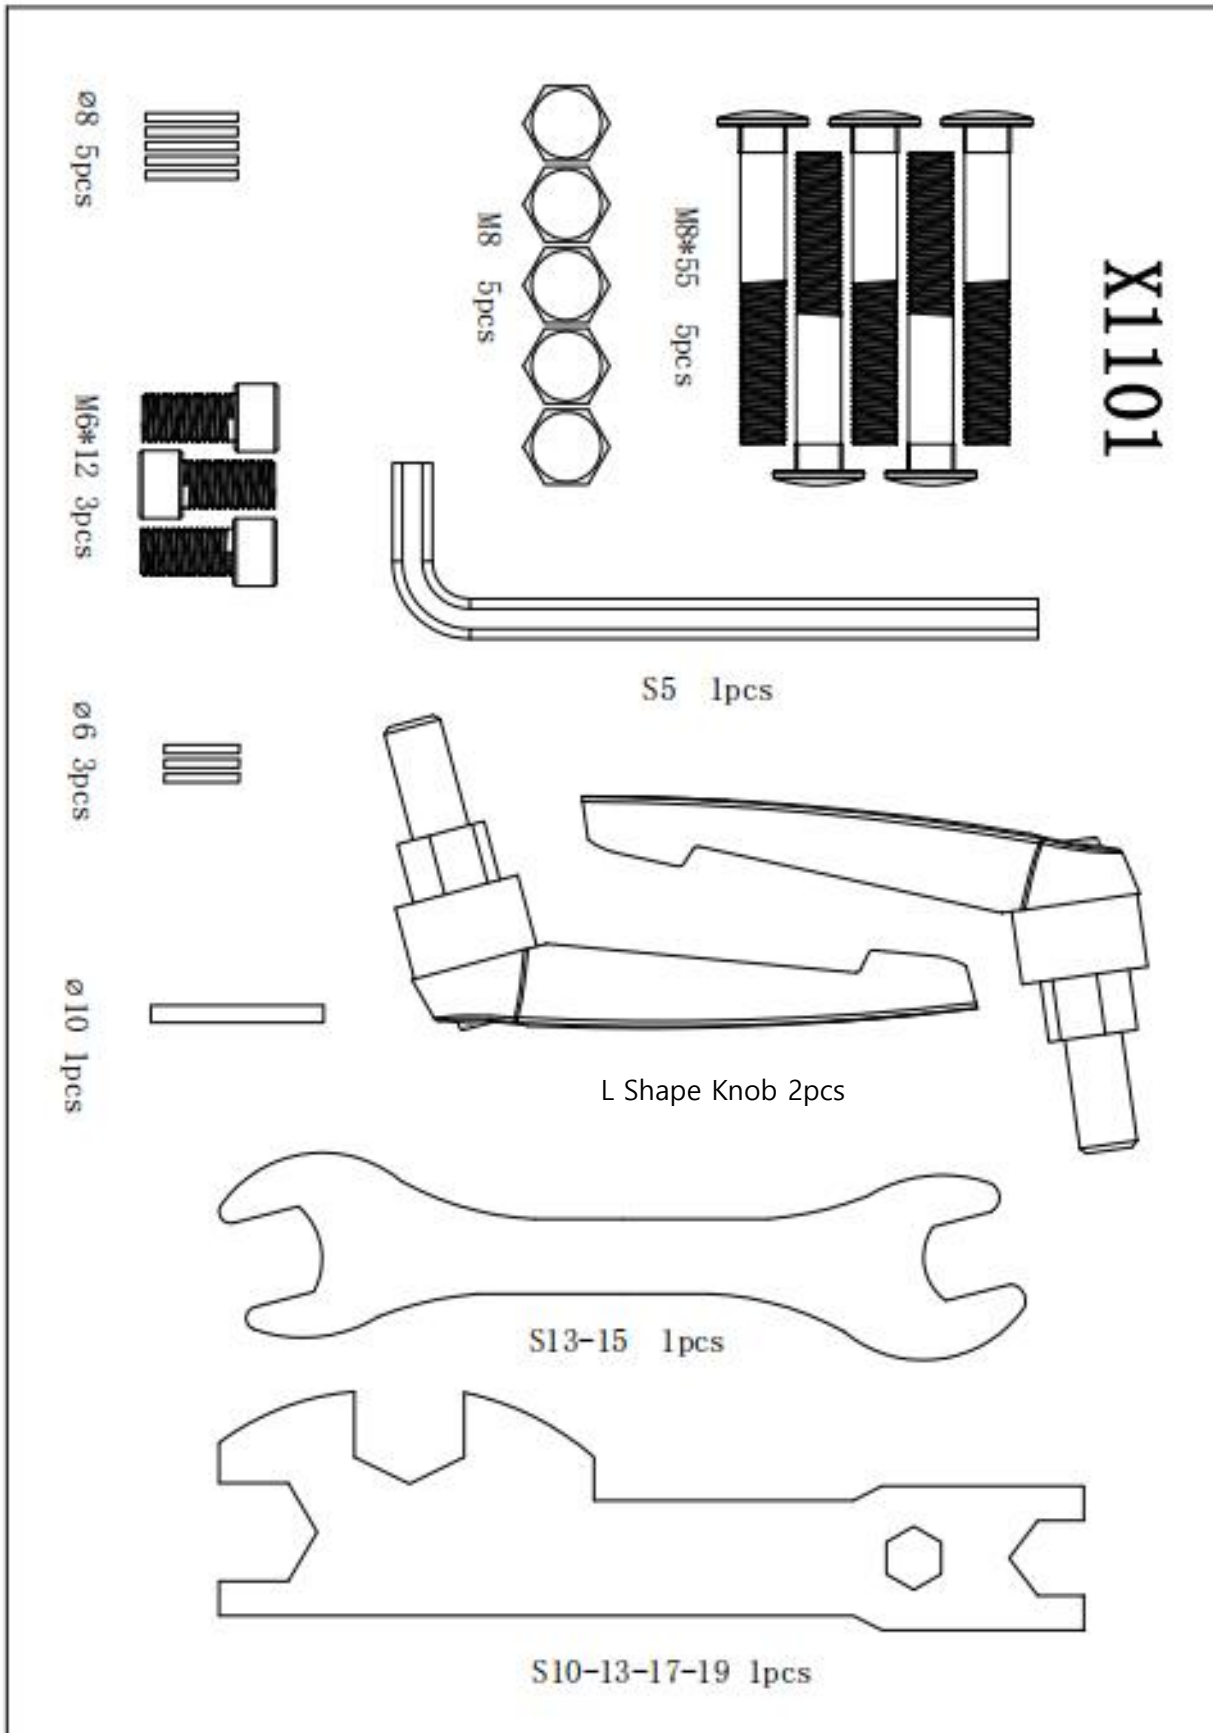 X1101
M8*55 5pcs
M8 5pcs
ø8 5pcs
M6*12 3pcs
S5 1pcs
ø6 3pcs
ø10 1pcs
L Shape Knob 2pcs
S13-15 1pcs
S10-13-17-19 1pcs